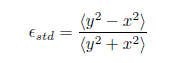 ϵ_std = ⟨y² − x²⟩ / ⟨y² + x²⟩